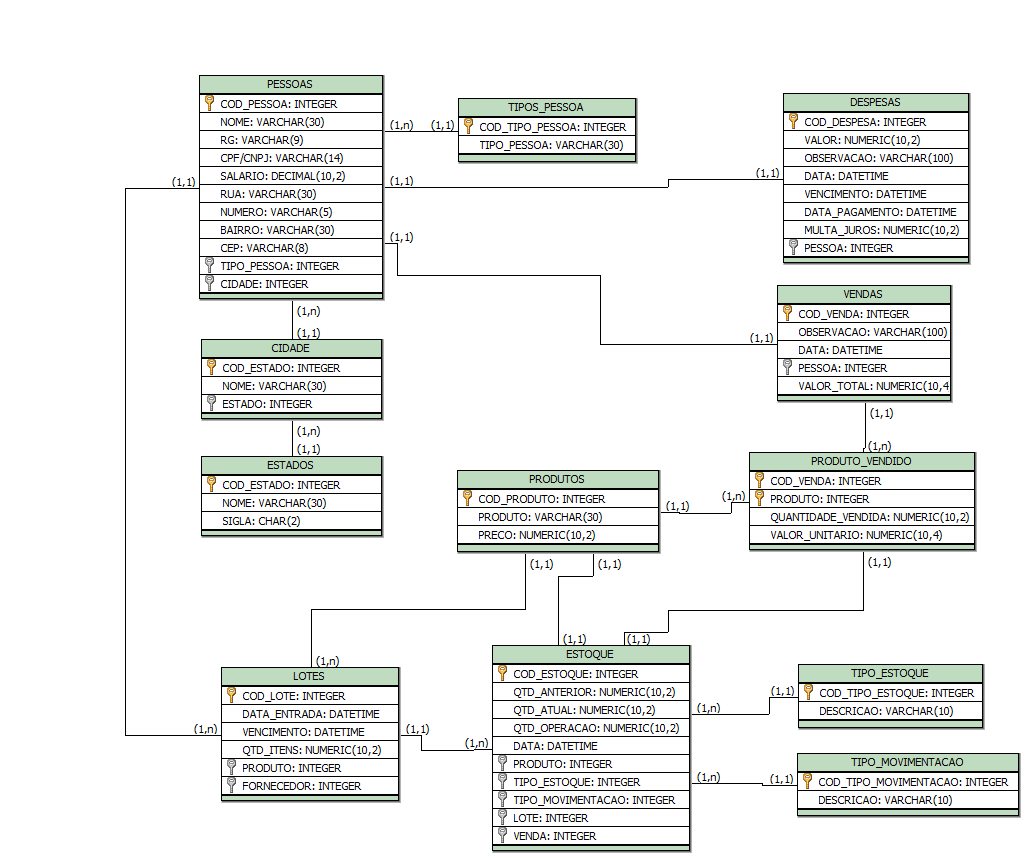 PESSOAS
COD_PESSOA: INTEGER
NOME: VARCHAR(30)
RG: VARCHAR(9)
CPF/CNPJ: VARCHAR(14)
SALARIO: DECIMAL(10,2)
RUA: VARCHAR(30)
NUMERO: VARCHAR(5)
BAIRRO: VARCHAR(30)
CEP: VARCHAR(8)
TIPO_PESSOA: INTEGER
CIDADE: INTEGER
(1,n)
(1,1)
TIPOS_PESSOA
COD_TIPO_PESSOA: INTEGER
TIPO_PESSOA: VARCHAR(30)
(1,1)
(1,1)
(1,1)
DESPESAS
COD_DESPESA: INTEGER
VALOR: NUMERIC(10,2)
OBSERVACAO: VARCHAR(100)
DATA: DATETIME
VENCIMENTO: DATETIME
DATA_PAGAMENTO: DATETIME
MULTA_JUROS: NUMERIC(10,2)
PESSOA: INTEGER
(1,1)
(1,1)
VENDAS
COD_VENDA: INTEGER
OBSERVACAO: VARCHAR(100)
DATA: DATETIME
PESSOA: INTEGER
VALOR_TOTAL: NUMERIC(10,4
(1,n)
(1,1)
CIDADE
COD_ESTADO: INTEGER
NOME: VARCHAR(30)
ESTADO: INTEGER
(1,n)
(1,1)
ESTADOS
COD_ESTADO: INTEGER
NOME: VARCHAR(30)
SIGLA: CHAR(2)
(1,1)
(1,n)
PRODUTO_VENDIDO
COD_VENDA: INTEGER
PRODUTO: INTEGER
QUANTIDADE_VENDIDA: NUMERIC(10,2)
VALOR_UNITARIO: NUMERIC(10,4)
PRODUTOS
COD_PRODUTO: INTEGER
PRODUTO: VARCHAR(30)
PRECO: NUMERIC(10,2)
(1,1)
(1,n)
(1,1)
(1,1)
(1,1)
(1,n)
(1,1)
(1,1)
LOTES
COD_LOTE: INTEGER
DATA_ENTRADA: DATETIME
VENCIMENTO: DATETIME
QTD_ITENS: NUMERIC(10,2)
PRODUTO: INTEGER
FORNECEDOR: INTEGER
(1,n)
(1,1)
(1,n)
ESTOQUE
COD_ESTOQUE: INTEGER
QTD_ANTERIOR: NUMERIC(10,2)
QTD_ATUAL: NUMERIC(10,2)
QTD_OPERACAO: NUMERIC(10,2)
DATA: DATETIME
PRODUTO: INTEGER
TIPO_ESTOQUE: INTEGER
TIPO_MOVIMENTACAO: INTEGER
LOTE: INTEGER
VENDA: INTEGER
(1,n)
(1,1)
TIPO_ESTOQUE
COD_TIPO_ESTOQUE: INTEGER
DESCRICAO: VARCHAR(10)
(1,n)
(1,1)
TIPO_MOVIMENTACAO
COD_TIPO_MOVIMENTACAO: INTEGER
DESCRICAO: VARCHAR(10)